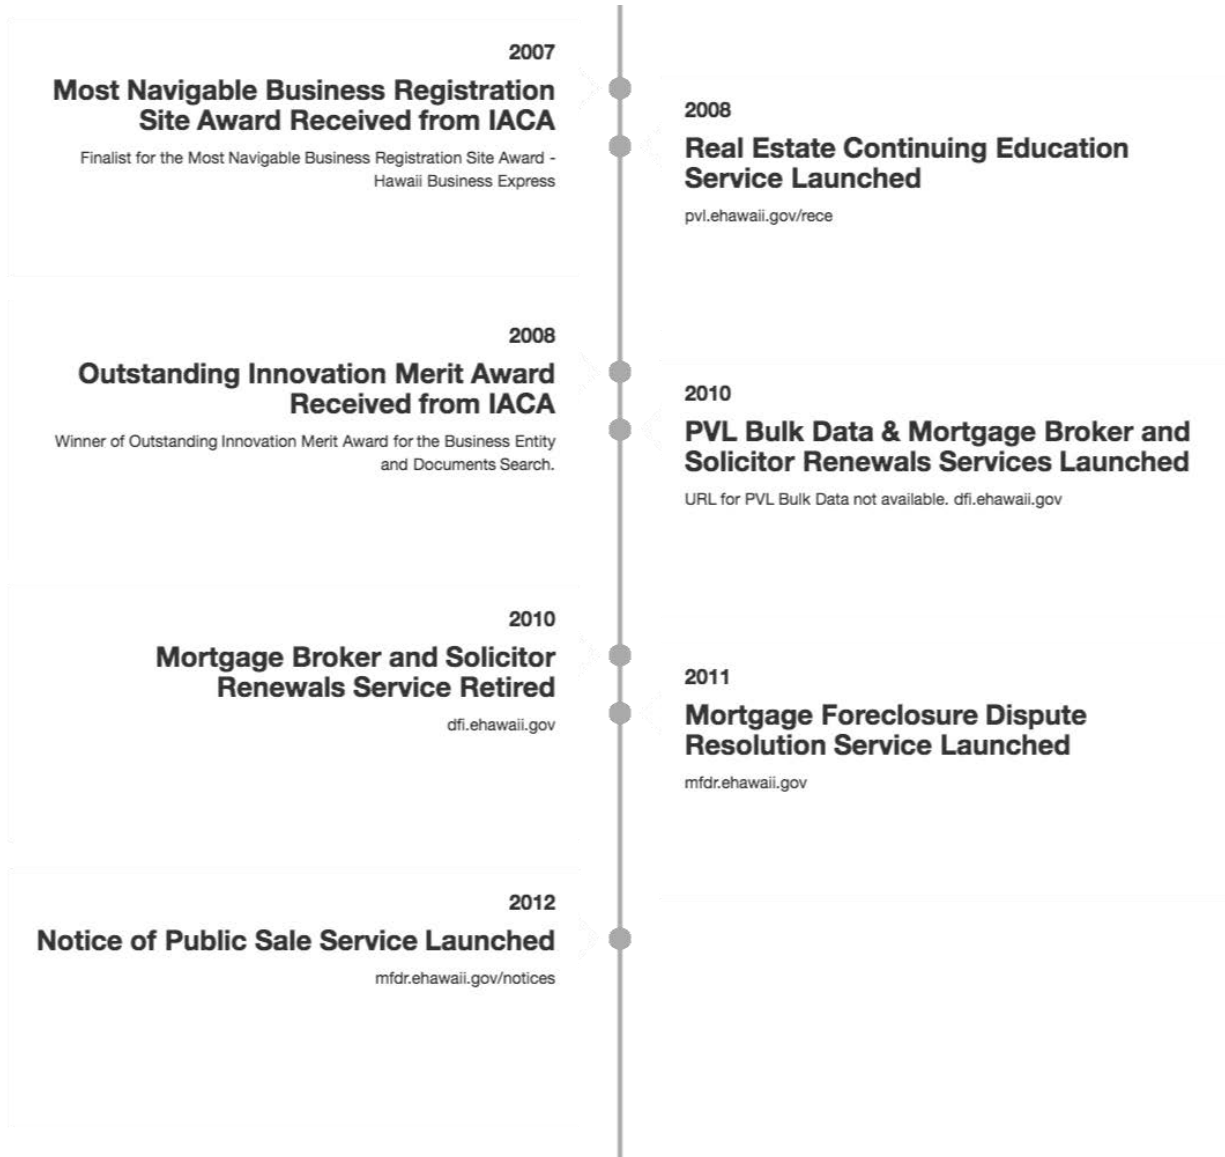 2007
Most Navigable Business Registration
Site Award Received from IACA
Finalist for the Most Navigable Business Registration Site Award -
Hawaii Business Express
2008
Real Estate Continuing Education
Service Launched
pvl.ehawaii.gov/rece
2008
Outstanding Innovation Merit Award
Received from IACA
Winner of Outstanding Innovation Merit Award for the Business Entity
and Documents Search.
2010
PVL Bulk Data & Mortgage Broker and
Solicitor Renewals Services Launched
URL for PVL Bulk Data not available. dfi.ehawaii.gov
2010
Mortgage Broker and Solicitor
Renewals Service Retired
dfi.ehawaii.gov
2011
Mortgage Foreclosure Dispute
Resolution Service Launched
mfdr.ehawaii.gov
2012
Notice of Public Sale Service Launched
mfdr.ehawaii.gov/notices